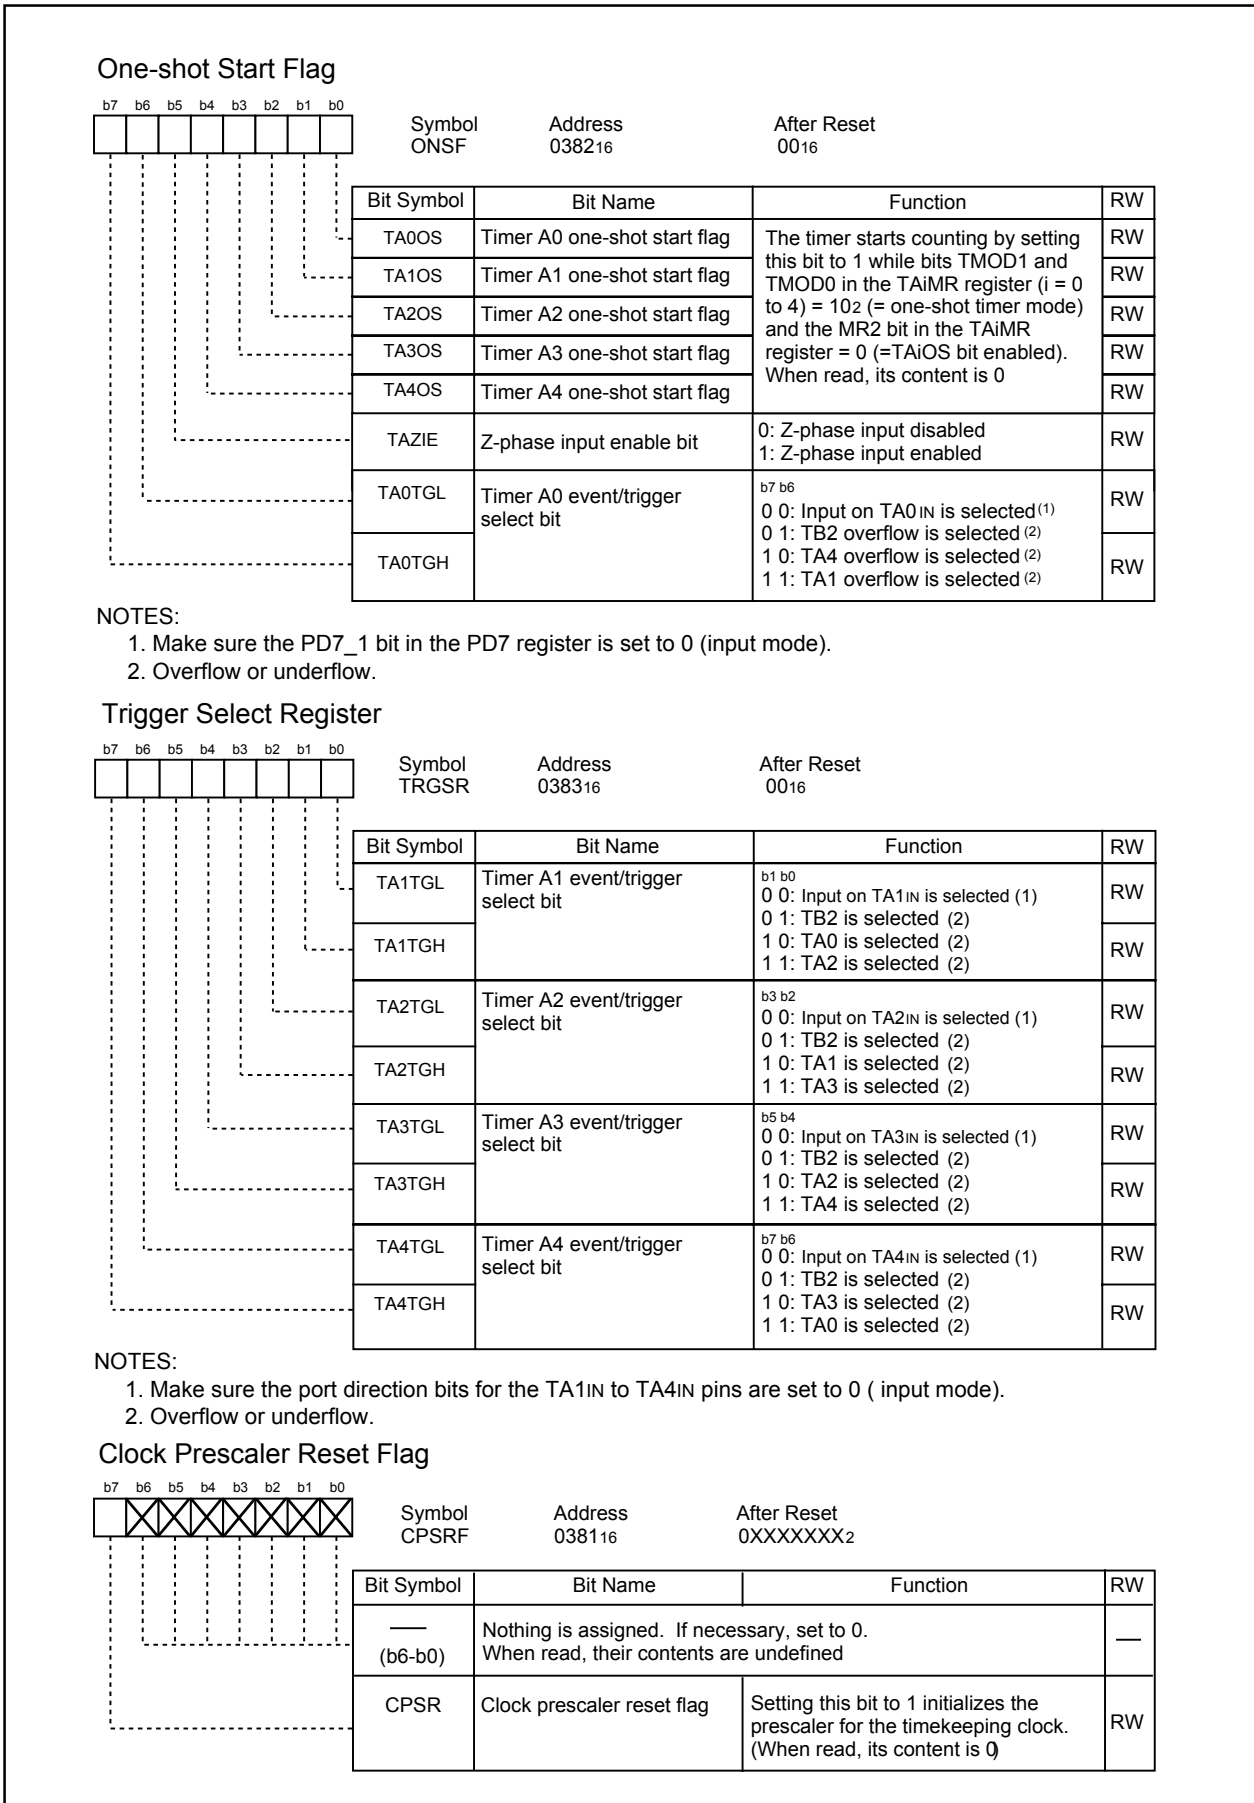 One-shot Start Flag
b7 b6 b5 b4 b3 b2 b1 b0
Symbol Address After Reset
ONSF 038216 0016
Bit Symbol Bit Name Function RW
TA0OS Timer A0 one-shot start flag RW
TA1OS Timer A1 one-shot start flag RW
TA2OS Timer A2 one-shot start flag RW
TA3OS Timer A3 one-shot start flag RW
TA4OS Timer A4 one-shot start flag RW
The timer starts counting by setting
this bit to 1 while bits TMOD1 and
TMOD0 in the TAiMR register (i = 0
to 4) = 102 (= one-shot timer mode)
and the MR2 bit in the TAiMR
register = 0 (=TAiOS bit enabled).
When read, its content is 0
TAZIE Z-phase input enable bit RW
0: Z-phase input disabled
1: Z-phase input enabled
TA0TGL Timer A0 event/trigger RW
select bit
TA0TGH RW
b7 b6
0 0: Input on TA0IN is selected (1)
0 1: TB2 overflow is selected (2)
1 0: TA4 overflow is selected (2)
1 1: TA1 overflow is selected (2)
NOTES:
1. Make sure the PD7_1 bit in the PD7 register is set to 0 (input mode).
2. Overflow or underflow.
Trigger Select Register
b7 b6 b5 b4 b3 b2 b1 b0
Symbol Address After Reset
TRGSR 038316 0016
Bit Symbol Bit Name Function RW
TA1TGL Timer A1 event/trigger RW
select bit
TA1TGH RW
b1 b0
0 0: Input on TA1IN is selected (1)
0 1: TB2 is selected (2)
1 0: TA0 is selected (2)
1 1: TA2 is selected (2)
TA2TGL Timer A2 event/trigger RW
select bit
TA2TGH RW
b3 b2
0 0: Input on TA2IN is selected (1)
0 1: TB2 is selected (2)
1 0: TA1 is selected (2)
1 1: TA3 is selected (2)
TA3TGL Timer A3 event/trigger RW
select bit
TA3TGH RW
b5 b4
0 0: Input on TA3IN is selected (1)
0 1: TB2 is selected (2)
1 0: TA2 is selected (2)
1 1: TA4 is selected (2)
TA4TGL Timer A4 event/trigger RW
select bit
TA4TGH RW
b7 b6
0 0: Input on TA4IN is selected (1)
0 1: TB2 is selected (2)
1 0: TA3 is selected (2)
1 1: TA0 is selected (2)
NOTES:
1. Make sure the port direction bits for the TA1IN to TA4IN pins are set to 0 ( input mode).
2. Overflow or underflow.
Clock Prescaler Reset Flag
b7 b6 b5 b4 b3 b2 b1 b0
Symbol Address After Reset
CPSRF 038116 0XXXXXXX2
Bit Symbol Bit Name Function RW
— (b6-b0) —
Nothing is assigned. If necessary, set to 0.
When read, their contents are undefined
CPSR Clock prescaler reset flag RW
Setting this bit to 1 initializes the
prescaler for the timekeeping clock.
(When read, its content is 0)